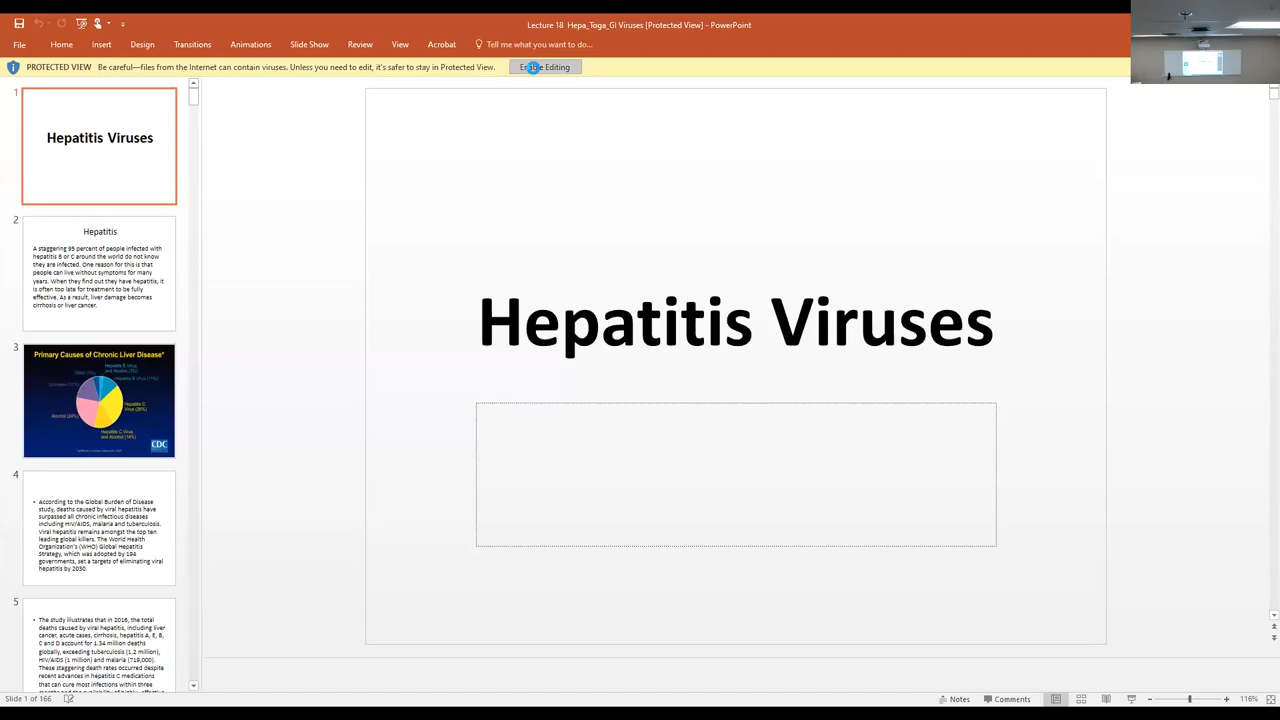 Lecture 18 Hepa_Toga_GI Viruses [Protected View] - PowerPoint
File Home Insert Design Transitions Animations Slide Show Review View Acrobat Tell me what you want to do...
PROTECTED VIEW Be careful—files from the Internet can contain viruses. Unless you need to edit, it's safer to stay in Protected View. Enable Editing
1
Hepatitis Viruses
2
Hepatitis
A staggering 95 percent of people infected with
hepatitis B or C around the world do not know
they are infected. One reason for this is that
people can live without symptoms for many
years. When they find out they have hepatitis, it
is often too late for treatment to be fully
effective. As a result, liver damage becomes
cirrhosis or liver cancer.
3
Primary Causes of Chronic Liver Disease*
Hepatitis C
Virus (26%)
Alcohol (24%)
Hepatitis C Virus
and Alcohol (14%)
CDC
4
• According to the Global Burden of Disease
study, deaths caused by viral hepatitis have
surpassed all chronic infectious diseases
including HIV/AIDS, malaria and tuberculosis.
Viral hepatitis remains amongst the top ten
leading global killers. The World Health
Organization's (WHO) Global Hepatitis
Strategy, which was adopted by 194
governments, set a targets of eliminating viral
hepatitis by 2030.
5
• The study illustrates that in 2016, the total
deaths caused by viral hepatitis, including liver
cancer, acute cases, cirrhosis, hepatitis A, E, B,
C and D account for 1.34 million deaths
globally, exceeding tuberculosis (1.2 million),
HIV/AIDS (1 million) and malaria (719,000).
These staggering death rates occurred despite
recent advances in hepatitis C medications
that can cure most infections within three
Hepatitis Viruses
Slide 1 of 166
Notes Comments 116%